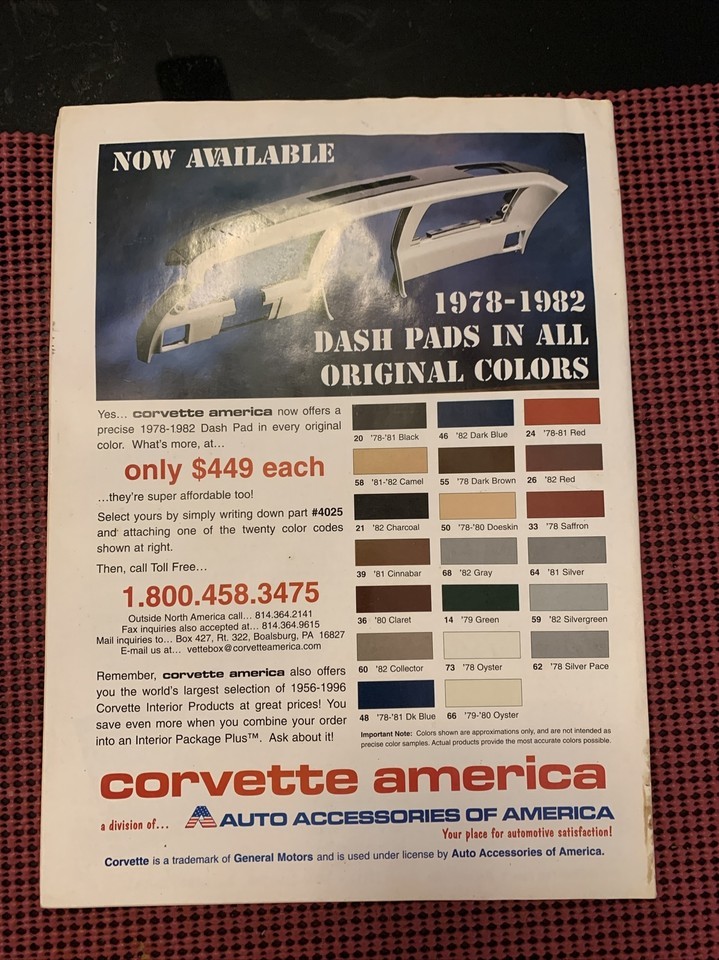 NOW AVAILABLE
1978-1982
DASH PADS IN ALL
ORIGINAL COLORS
Yes... corvette america now offers a
precise 1978-1982 Dash Pad in every original
color. What's more, at...
only $449 each
...they're super affordable too!
Select yours by simply writing down part #4025
and attaching one of the twenty color codes
shown at right.
Then, call Toll Free...
1.800.458.3475
Outside North America call... 814.364.2141
Fax inquiries also accepted at... 814.364.9615
Mail inquiries to... Box 427, Rt. 322, Boalsburg, PA 16827
E-mail us at... vettebox@corvetteamerica.com
Remember, corvette america also offers
you the world's largest selection of 1956-1996
Corvette Interior Products at great prices! You
save even more when you combine your order
into an Interior Package Plus™. Ask about it!
20 '78-'81 Black
46 '82 Dark Blue
24 '78-81 Red
58 '81-'82 Camel
55 '78 Dark Brown
26 '82 Red
21 '82 Charcoal
50 '78-'80 Doeskin
33 '78 Saffron
39 '81 Cinnabar
68 '82 Gray
64 '81 Silver
36 '80 Claret
14 '79 Green
59 '82 Silvergreen
60 '82 Collector
73 '78 Oyster
62 '78 Silver Pace
48 '78-'81 Dk Blue
66 '79-'80 Oyster
Important Note: Colors shown are approximations only, and are not intended as
precise color samples. Actual products provide the most accurate colors possible.
corvette america
a division of... AUTO ACCESSORIES OF AMERICA
Your place for automotive satisfaction!
Corvette is a trademark of General Motors and is used under license by Auto Accessories of America.